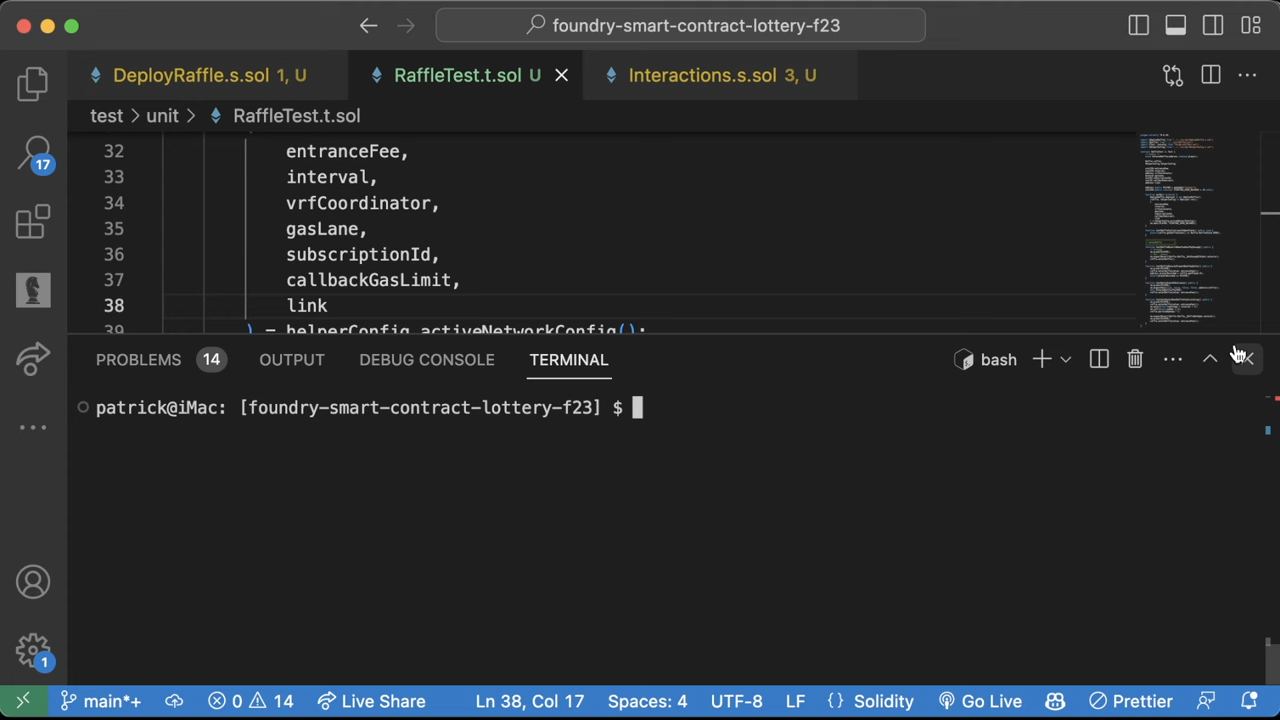 foundry-smart-contract-lottery-f23
DeployRaffle.s.sol 1, U
RaffleTest.t.sol U
Interactions.s.sol 3, U
test > unit > RaffleTest.t.sol
17
32 entranceFee,
33 interval,
34 vrfCoordinator,
35 gasLane,
36 subscriptionId,
37 callbackGasLimit,
38 link
39 ) = helperConfig.activeNetworkConfig();
PROBLEMS 14 OUTPUT DEBUG CONSOLE TERMINAL bash
patrick@iMac: [foundry-smart-contract-lottery-f23] $
1
main*+ 0 14 Live Share Ln 38, Col 17 Spaces: 4 UTF-8 LF {} Solidity Go Live Prettier